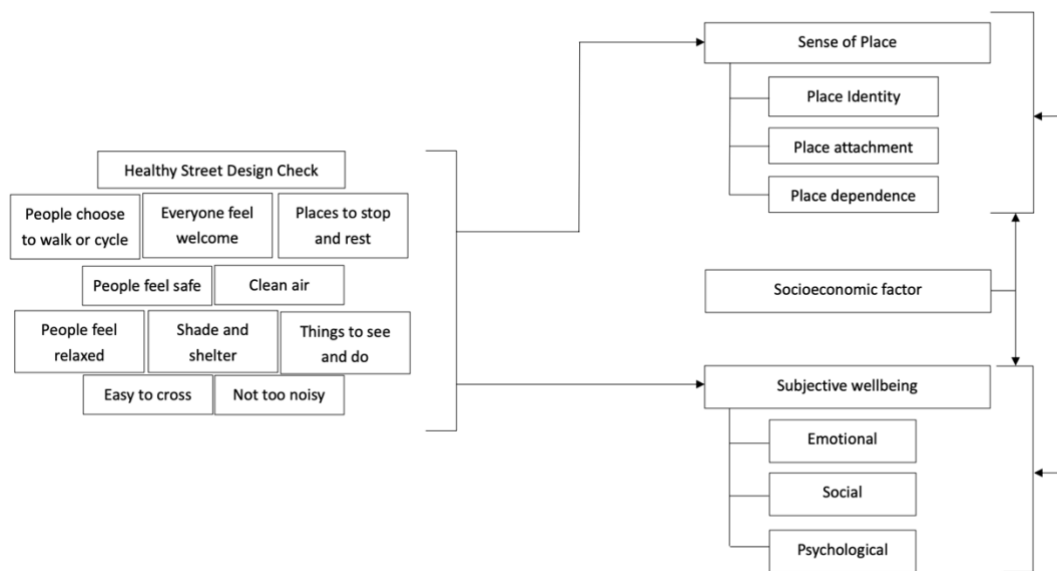 Sense of Place
Place Identity
Place attachment
Place dependence
Healthy Street Design Check
People choose
to walk or cycle
Everyone feel
welcome
Places to stop
and rest
People feel safe
Clean air
People feel
relaxed
Shade and
shelter
Things to see
and do
Easy to cross
Not too noisy
Socioeconomic factor
Subjective wellbeing
Emotional
Social
Psychological